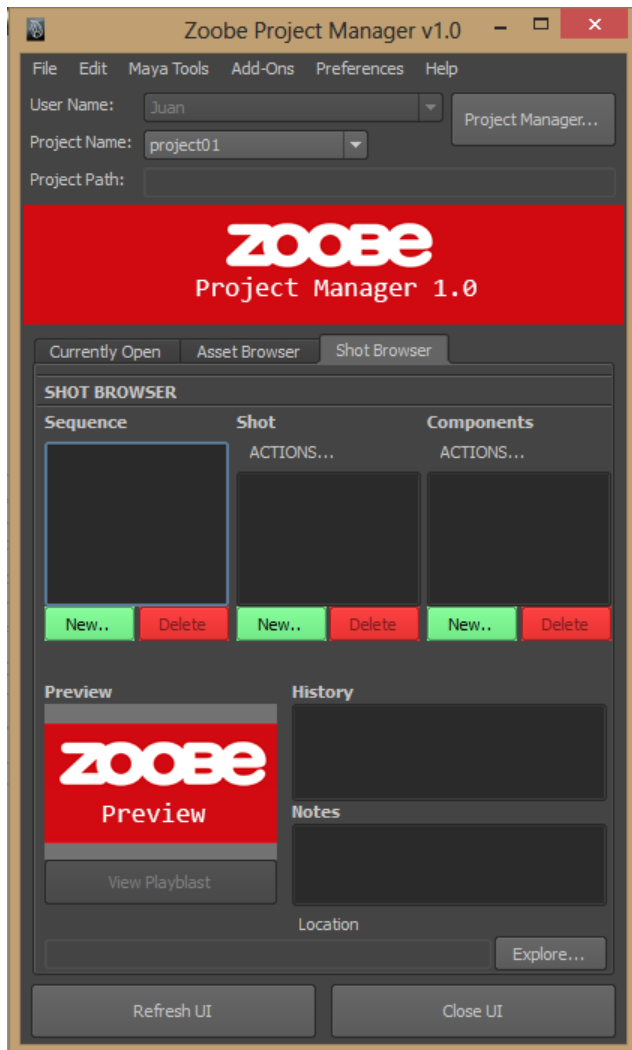 Zoobe Project Manager v1.0
File Edit Maya Tools Add-Ons Preferences Help
User Name: Juan
Project Manager...
Project Name: project01
Project Path:
ZOOBE
Project Manager 1.0
Currently Open Asset Browser Shot Browser
SHOT BROWSER
Sequence Shot Components
ACTIONS... ACTIONS...
New.. Delete New.. Delete New.. Delete
Preview History
ZOOBE
Preview
Notes
View Playblast
Location
Explore...
Refresh UI Close UI